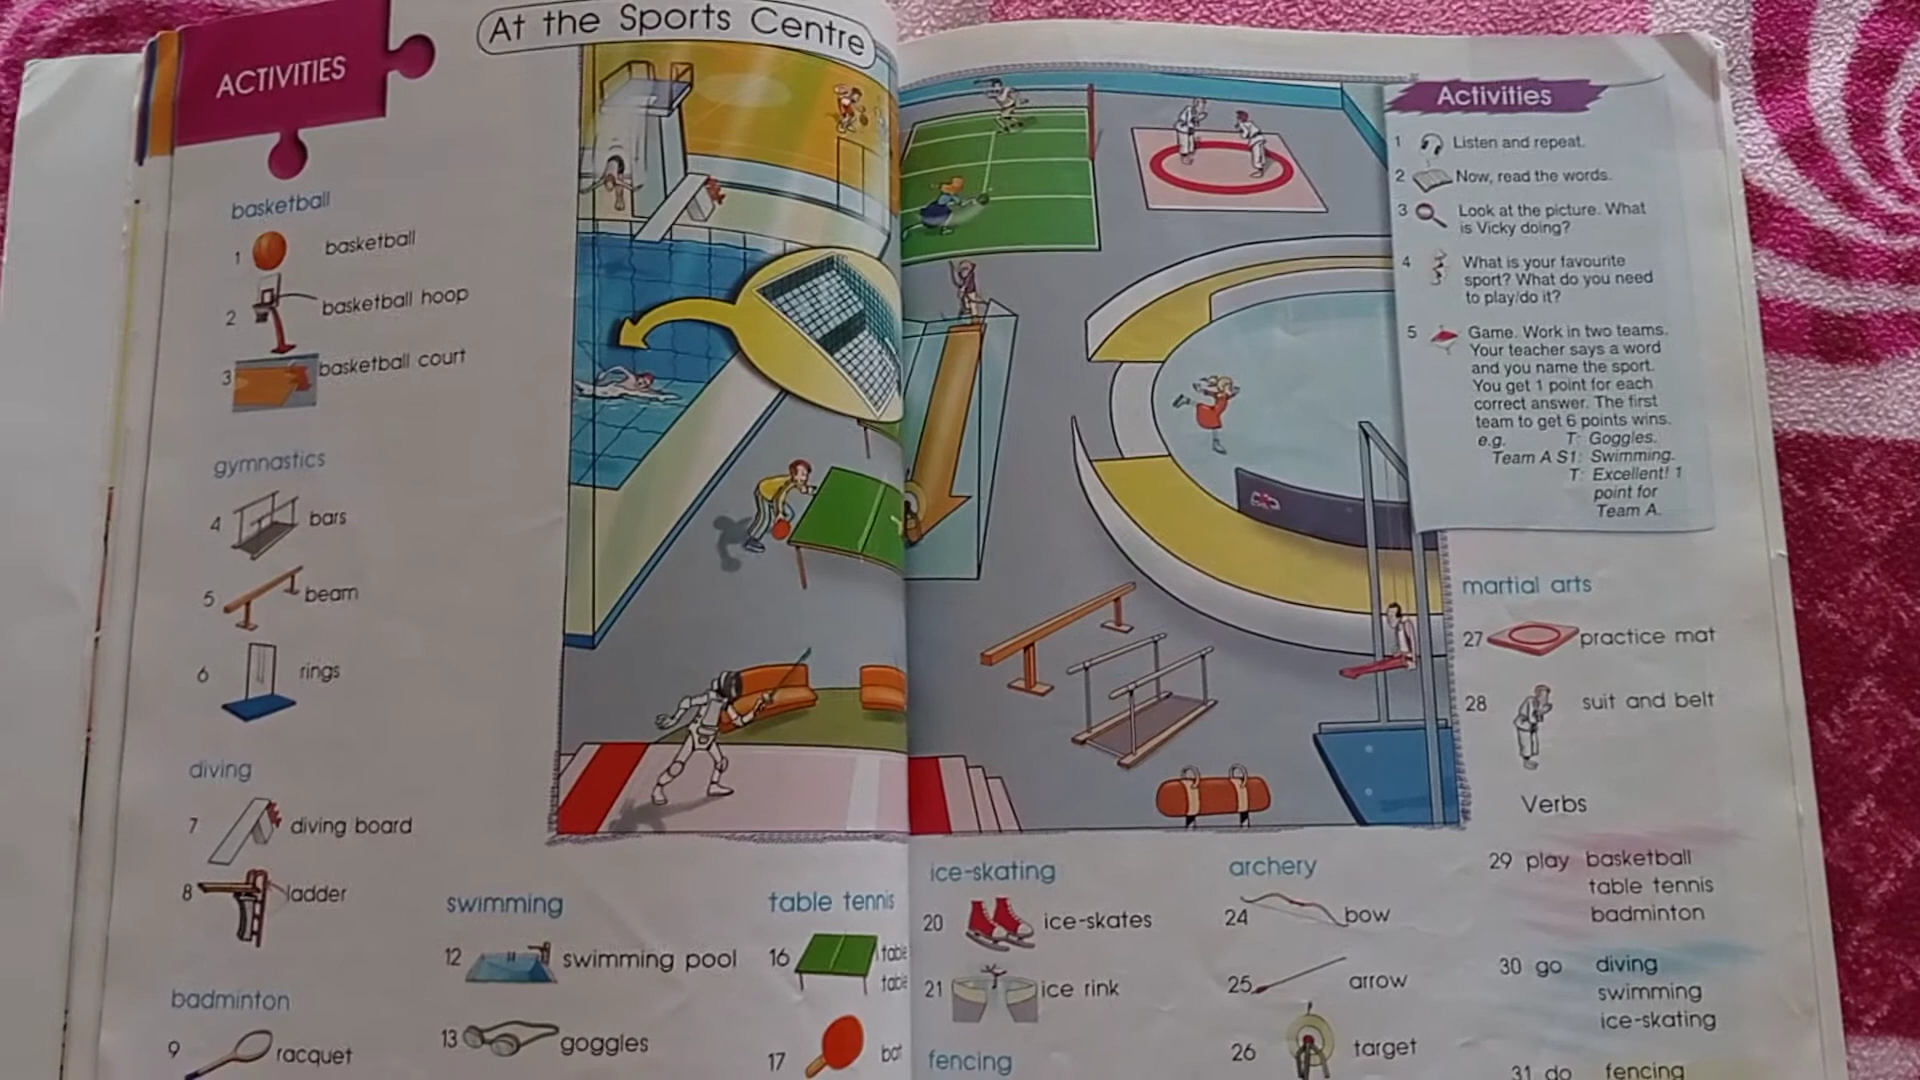 ACTIVITIES
At the Sports Centre
basketball
1 basketball
2 basketball hoop
3 basketball court
gymnastics
4 bars
5 beam
6 rings
diving
7 diving board
8 ladder
badminton
9 racquet
swimming
12 swimming pool
13 goggles
table tennis
16 table
table
17 bat
ice-skating
20 ice-skates
21 ice rink
fencing
archery
24 bow
25 arrow
26 target
Activities
1 Listen and repeat.
2 Now, read the words.
3 Look at the picture. What
is Vicky doing?
4 What is your favourite
sport? What do you need
to play/do it?
5 Game. Work in two teams.
Your teacher says a word
and you name the sport.
You get 1 point for each
correct answer. The first
team to get 6 points wins.
e.g. T: Goggles.
Team A S1: Swimming.
T: Excellent! 1
point for
Team A.
martial arts
27 practice mat
28 suit and belt
Verbs
29 play basketball
table tennis
badminton
30 go diving
swimming
ice-skating
31 do fencing